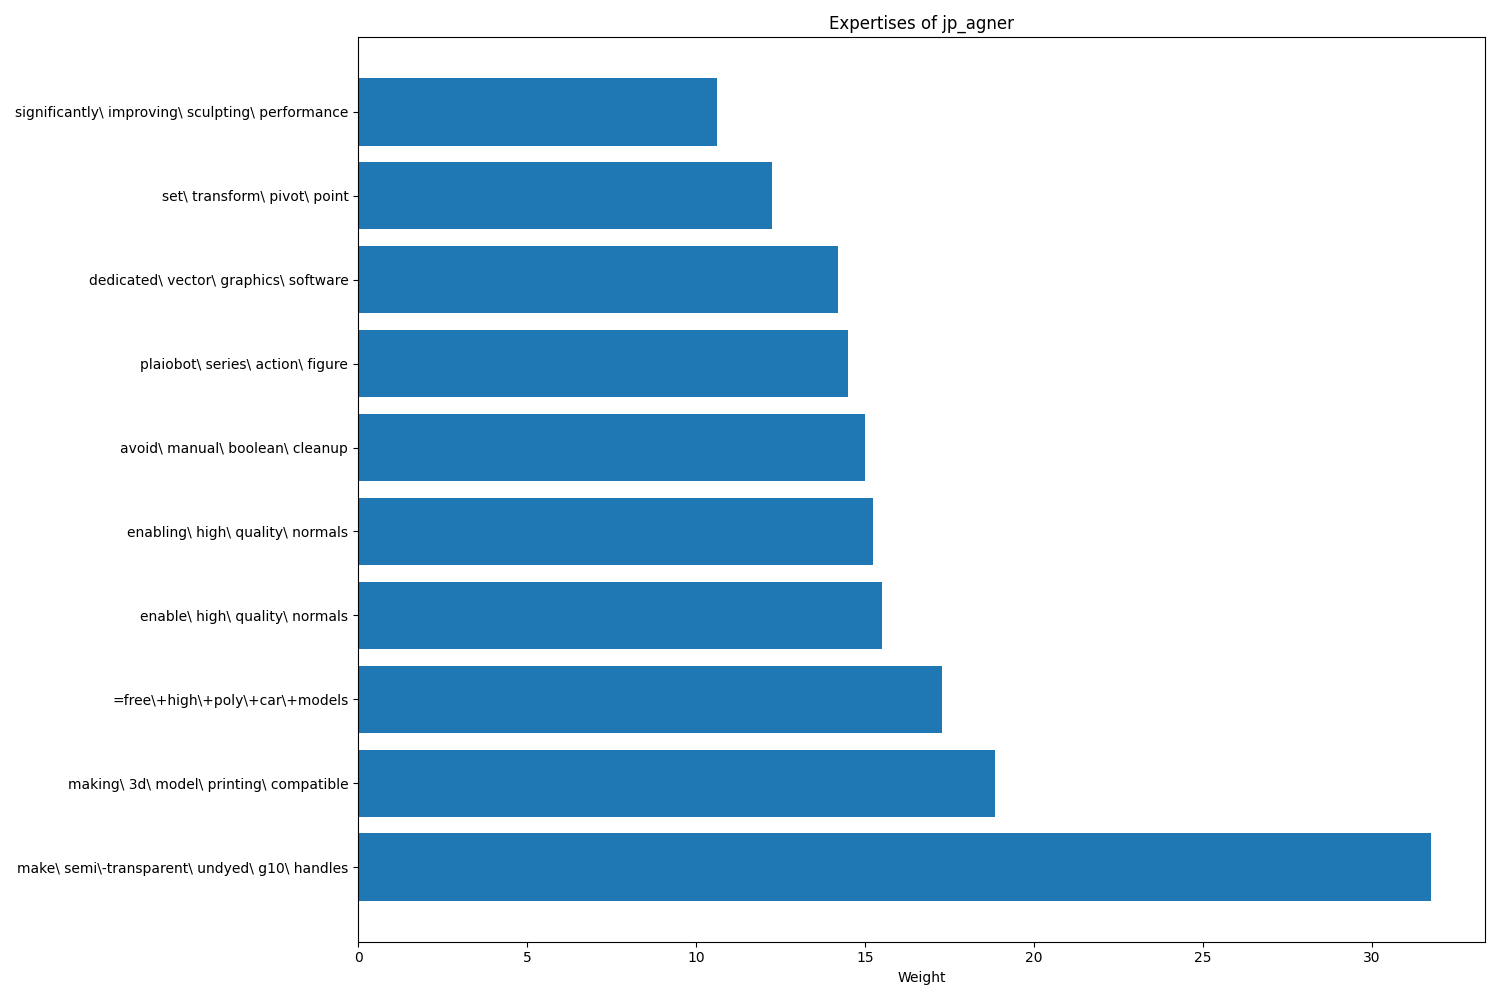 Expertises of jp_agner
significantly\ improving\ sculpting\ performance
set\ transform\ pivot\ point
dedicated\ vector\ graphics\ software
plaiobot\ series\ action\ figure
avoid\ manual\ boolean\ cleanup
enabling\ high\ quality\ normals
enable\ high\ quality\ normals
=free\+high\+poly\+car\+models
making\ 3d\ model\ printing\ compatible
make\ semi\-transparent\ undyed\ g10\ handles
0 5 10 15 20 25 30
Weight